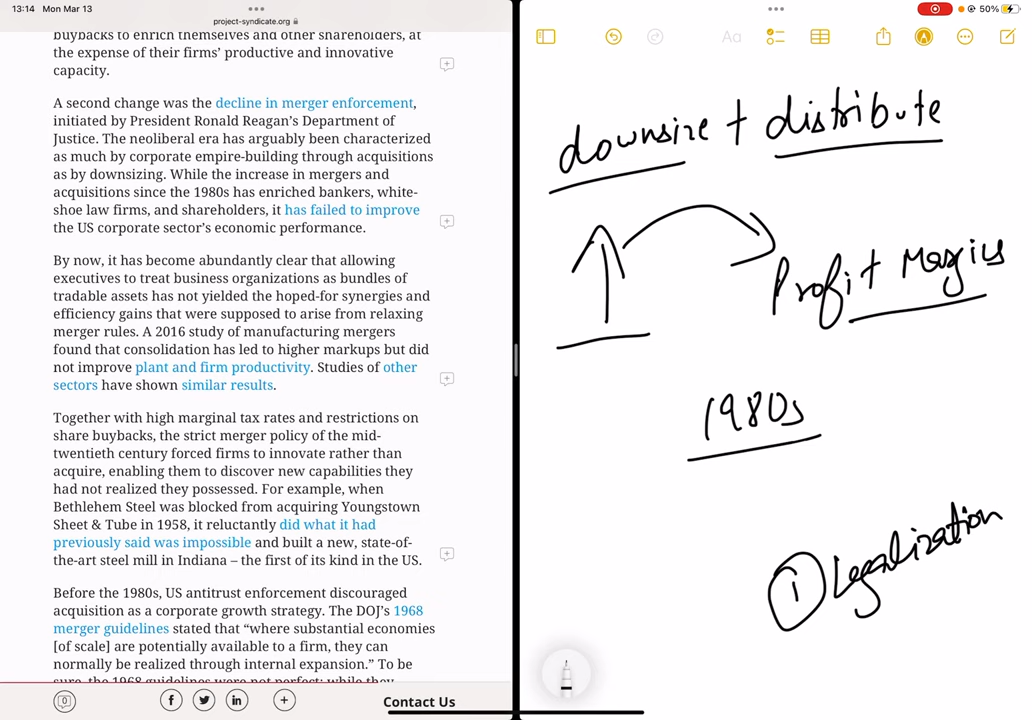 13:14 Mon Mar 13
project-syndicate.org
50%
buybacks to enrich themselves and other shareholders, at
the expense of their firms' productive and innovative
capacity.
A second change was the decline in merger enforcement,
initiated by President Ronald Reagan's Department of
Justice. The neoliberal era has arguably been characterized
as much by corporate empire-building through acquisitions
as by downsizing. While the increase in mergers and
acquisitions since the 1980s has enriched bankers, white-
shoe law firms, and shareholders, it has failed to improve
the US corporate sector's economic performance.
By now, it has become abundantly clear that allowing
executives to treat business organizations as bundles of
tradable assets has not yielded the hoped-for synergies and
efficiency gains that were supposed to arise from relaxing
merger rules. A 2016 study of manufacturing mergers
found that consolidation has led to higher markups but did
not improve plant and firm productivity. Studies of other
sectors have shown similar results.
Together with high marginal tax rates and restrictions on
share buybacks, the strict merger policy of the mid-
twentieth century forced firms to innovate rather than
acquire, enabling them to discover new capabilities they
had not realized they possessed. For example, when
Bethlehem Steel was blocked from acquiring Youngstown
Sheet & Tube in 1958, it reluctantly did what it had
previously said was impossible and built a new, state-of-
the-art steel mill in Indiana – the first of its kind in the US.
Before the 1980s, US antitrust enforcement discouraged
acquisition as a corporate growth strategy. The DOJ's 1968
merger guidelines stated that “where substantial economies
[of scale] are potentially available to a firm, they can
normally be realized through internal expansion.” To be
sure, the 1968 guidelines were not perfect; while they
0
Contact Us
Aa
downsize + distribute
Profit Margins
1980s
1 Legalization